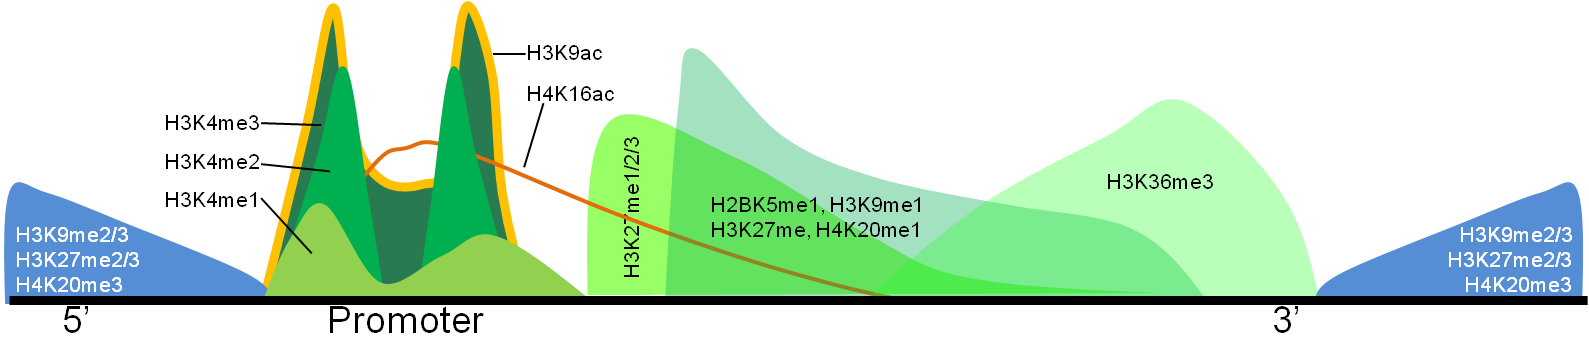 H3K9ac
H4K16ac
H3K4me3
H3K4me2
H3K4me1
H3K9me2/3
H3K27me2/3
H4K20me3
H3K27me1/2/3
H2BK5me1, H3K9me1
H3K27me, H4K20me1
H3K36me3
H3K9me2/3
H3K27me2/3
H4K20me3
5’
Promoter
3’